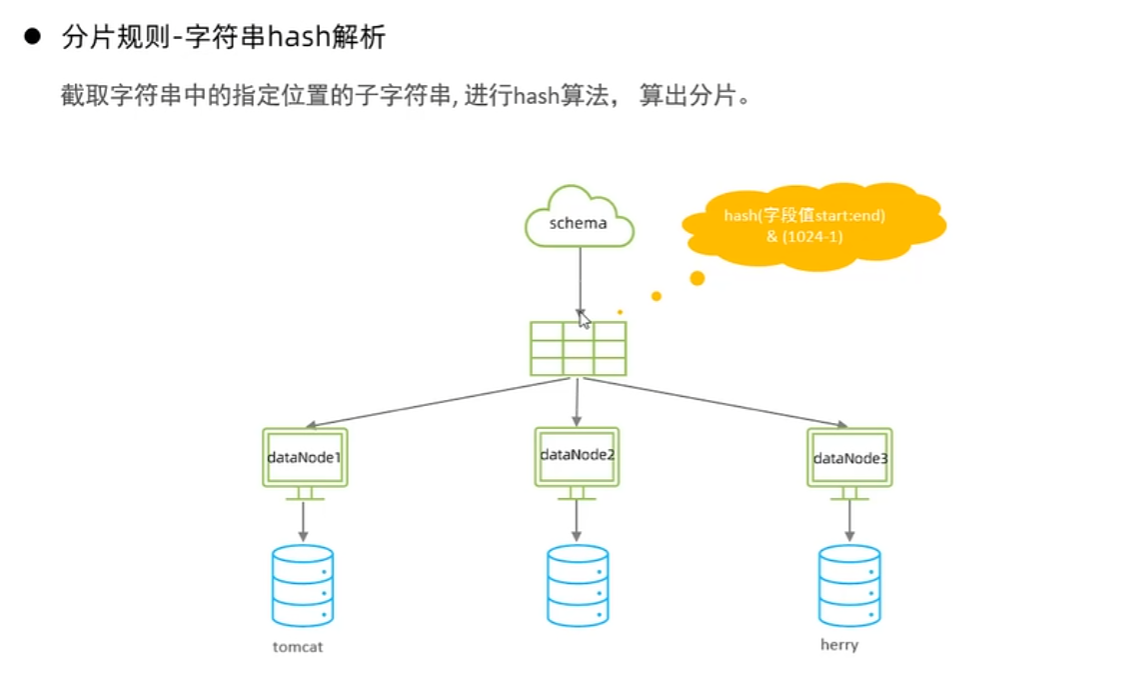 分片规则-字符串hash解析
截取字符串中的指定位置的子字符串, 进行hash算法， 算出分片。
schema
hash(字段值start:end)
& (1024-1)
dataNode1
dataNode2
dataNode3
tomcat
herry